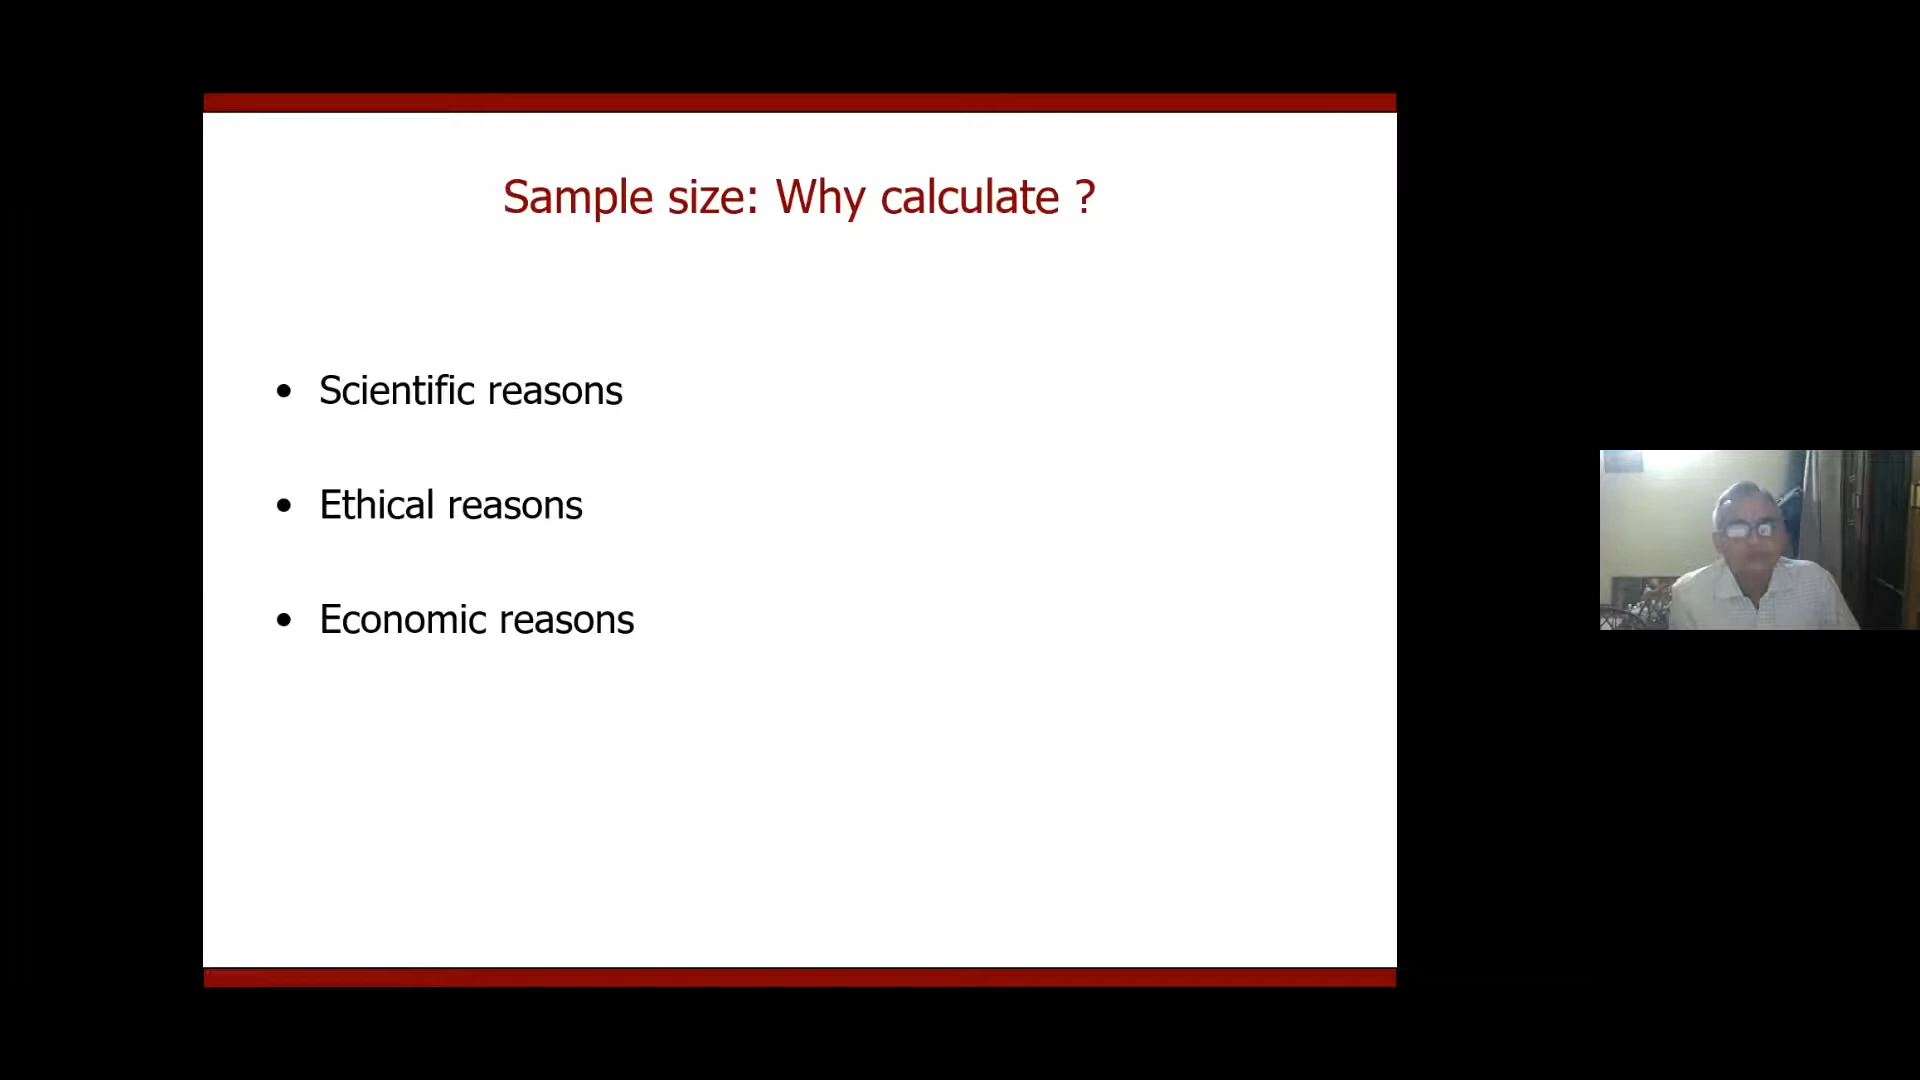 Sample size: Why calculate ?
• Scientific reasons
• Ethical reasons
• Economic reasons